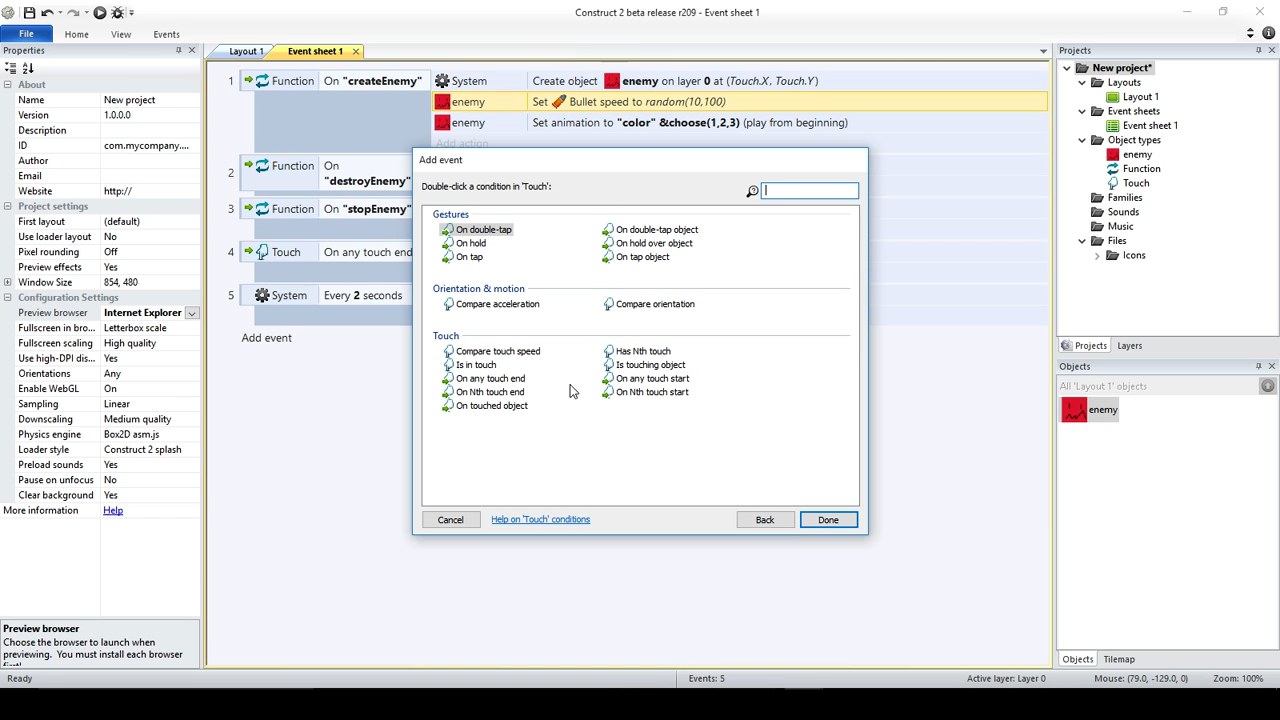 Construct 2 beta release r209 - Event sheet 1
File
Home
View
Events
Properties
About
Name New project
Version 1.0.0.0
Description
ID com.mycompany....
Author
Email
Website http://
Project settings
First layout (default)
Use loader layout No
Pixel rounding Off
Preview effects Yes
Window Size 854, 480
Configuration Settings
Preview browser Internet Explorer
Fullscreen in bro... Letterbox scale
Fullscreen scaling High quality
Use high-DPI dis... Yes
Orientations Any
Enable WebGL On
Sampling Linear
Downscaling Medium quality
Physics engine Box2D asm.js
Loader style Construct 2 splash
Preload sounds Yes
Pause on unfocus No
Clear background Yes
More information Help
Preview browser
Choose the browser to launch when
previewing. You must install each browser
first!
Layout 1
Event sheet 1
1 Function On "createEnemy" System Create object enemy on layer 0 at (Touch.X, Touch.Y)
enemy Set Bullet speed to random(10,100)
enemy Set animation to "color" &choose(1,2,3) (play from beginning)
Add action
2 Function On
"destroyEnemy"
3 Function On "stopEnemy"
4 Touch On any touch end
5 System Every 2 seconds
Add event
Add event
Double-click a condition in 'Touch':
Gestures
On double-tap On double-tap object
On hold On hold over object
On tap On tap object
Orientation & motion
Compare acceleration Compare orientation
Touch
Compare touch speed Has Nth touch
Is in touch Is touching object
On any touch end On any touch start
On Nth touch end On Nth touch start
On touched object
Cancel
Help on 'Touch' conditions
Back
Done
Projects
New project*
Layouts
Layout 1
Event sheets
Event sheet 1
Object types
enemy
Function
Touch
Families
Sounds
Music
Files
Icons
Projects
Layers
Objects
All 'Layout 1' objects
enemy
Objects
Tilemap
Ready
Events: 5
Active layer: Layer 0
Mouse: (79.0, -129.0, 0)
Zoom: 100%